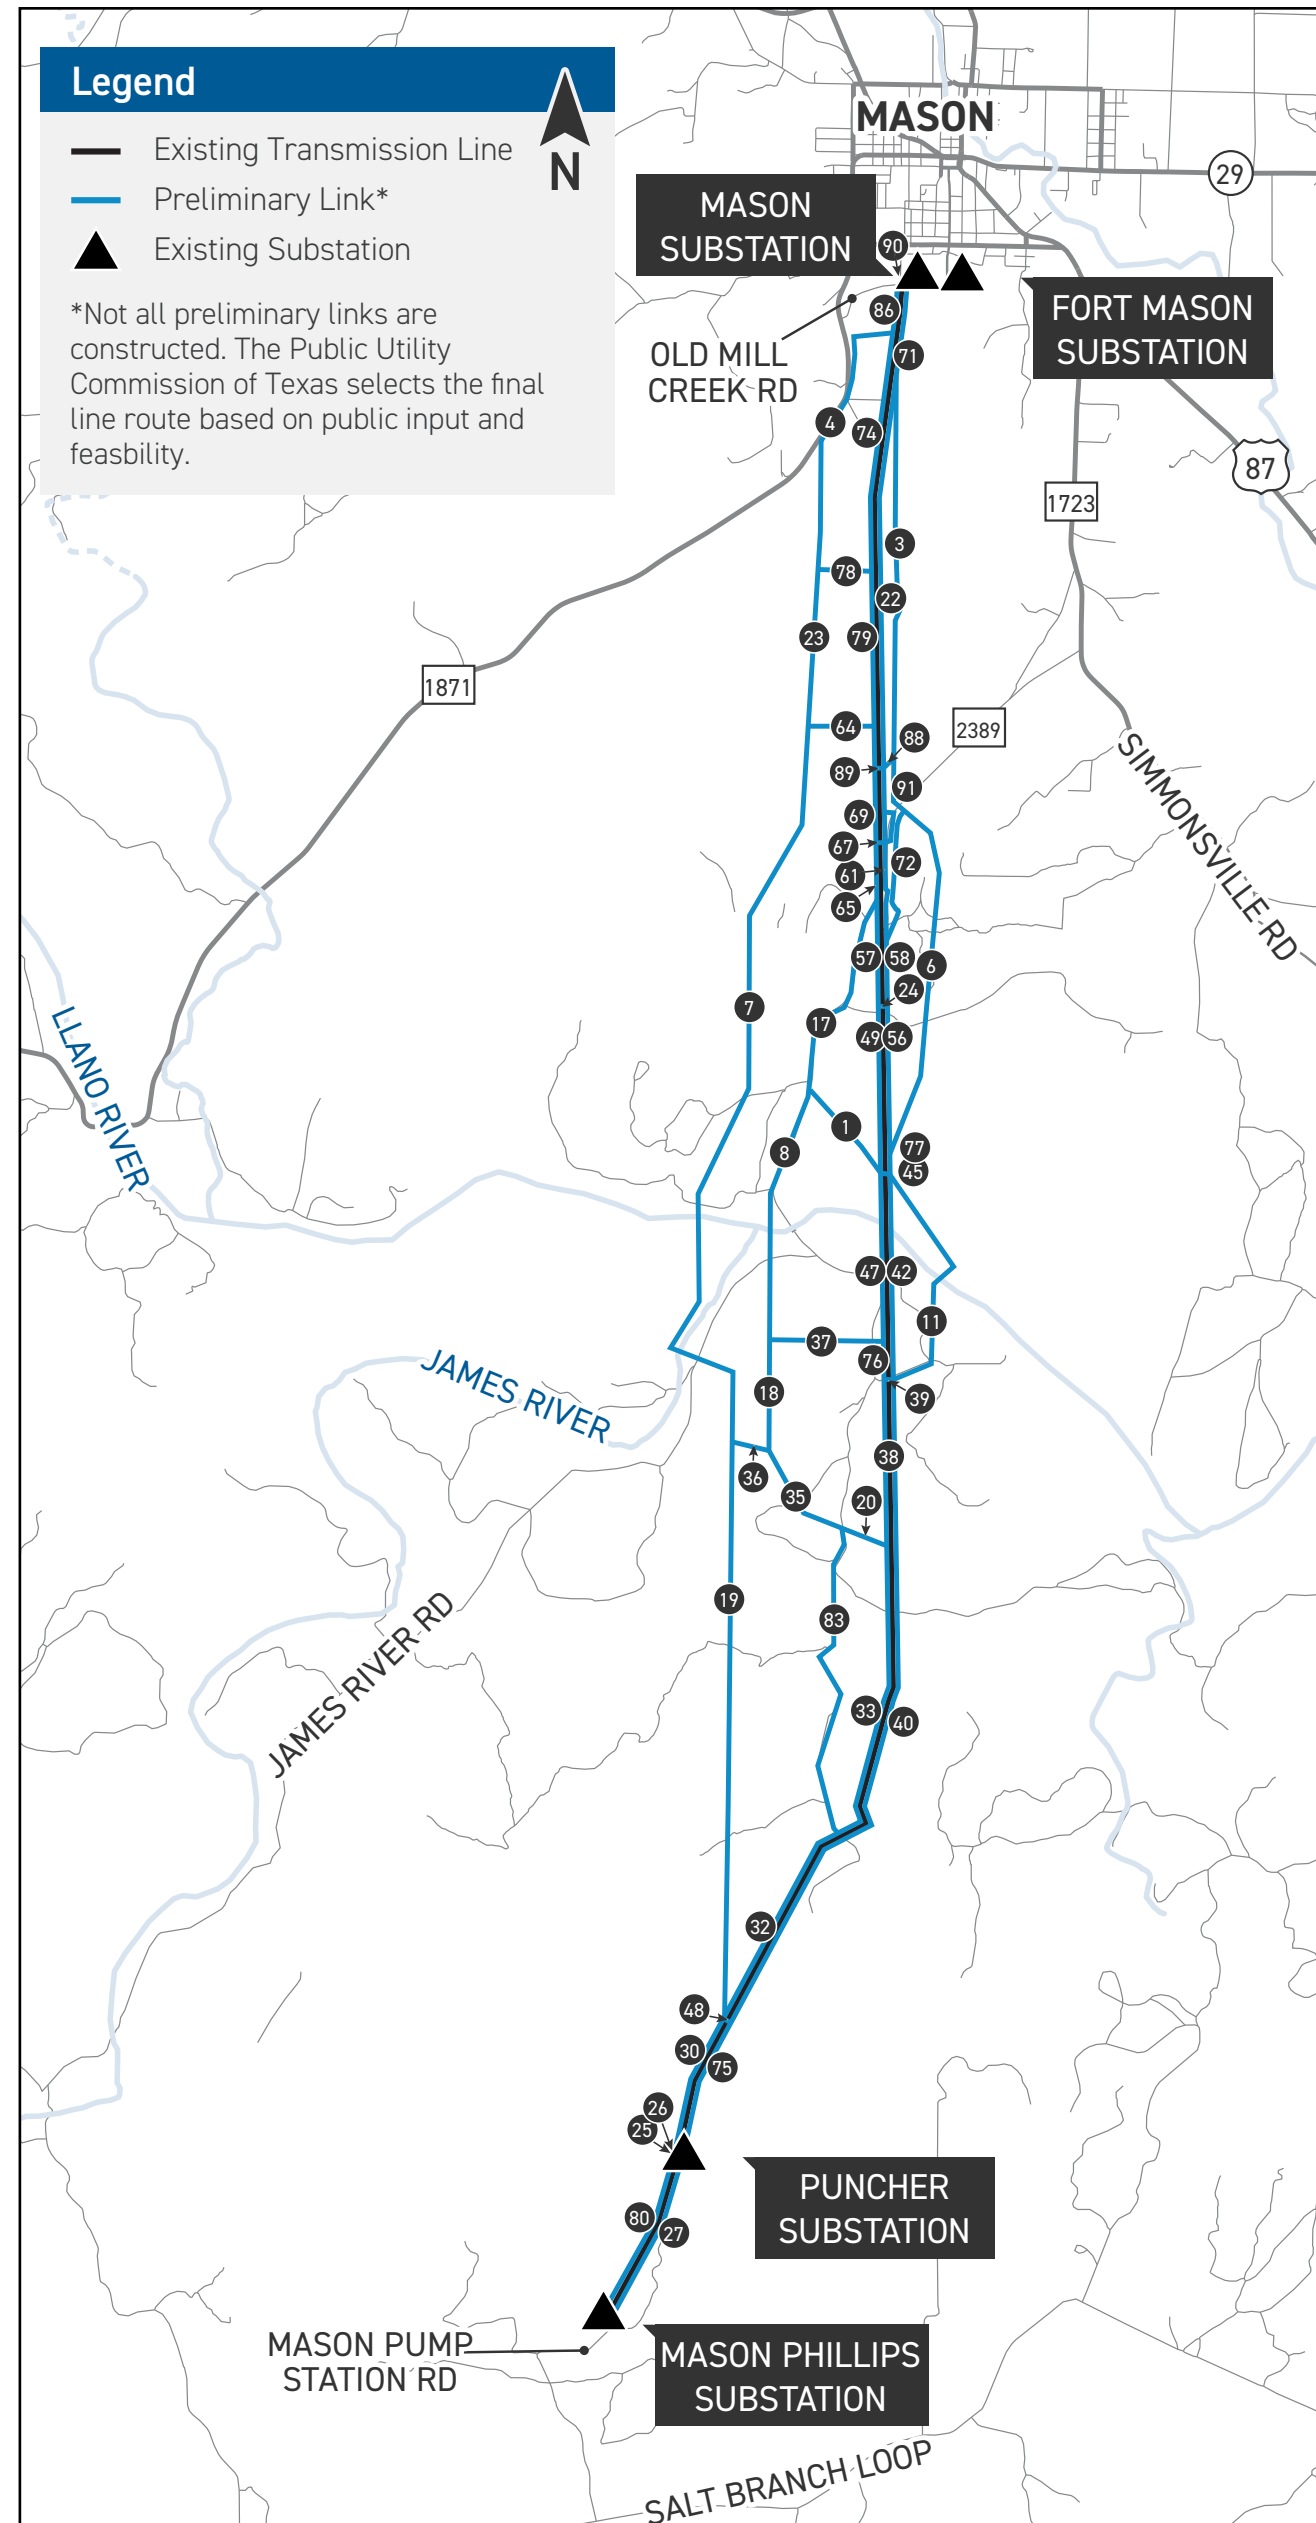 Legend
N
Existing Transmission Line
Preliminary Link*
Existing Substation
*Not all preliminary links are
constructed. The Public Utility
Commission of Texas selects the final
line route based on public input and
feasbility.
MASON
29
MASON
SUBSTATION
90
86
FORT MASON
SUBSTATION
OLD MILL
CREEK RD
71
4
74
87
1723
3
78
22
23
79
1871
64
88
2389
SIMMONSVILLE RD
89
91
69
67
72
61
65
57
58
6
24
7
17
49
56
LLANO RIVER
1
77
8
45
47
42
11
37
76
JAMES RIVER
18
39
38
36
35
20
19
83
JAMES RIVER RD
33
40
32
48
30
75
26
25
PUNCHER
SUBSTATION
80
27
MASON PUMP
STATION RD
MASON PHILLIPS
SUBSTATION
SALT BRANCH LOOP